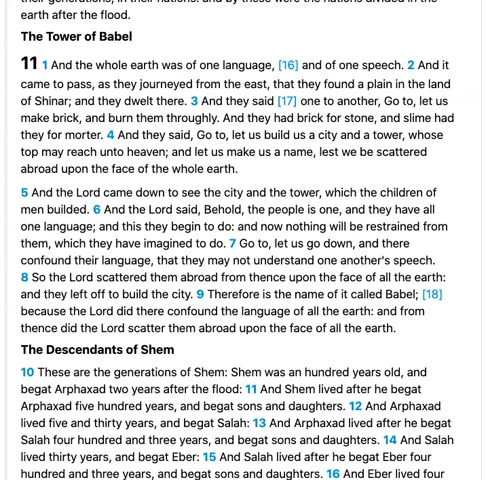 their generations, in their nations: and by these were the nations divided in the
earth after the flood.
The Tower of Babel
11 1 And the whole earth was of one language, [16] and of one speech. 2 And it
came to pass, as they journeyed from the east, that they found a plain in the land
of Shinar; and they dwelt there. 3 And they said [17] one to another, Go to, let us
make brick, and burn them throughly. And they had brick for stone, and slime had
they for morter. 4 And they said, Go to, let us build us a city and a tower, whose
top may reach unto heaven; and let us make us a name, lest we be scattered
abroad upon the face of the whole earth.
5 And the Lord came down to see the city and the tower, which the children of
men builded. 6 And the Lord said, Behold, the people is one, and they have all
one language; and this they begin to do: and now nothing will be restrained from
them, which they have imagined to do. 7 Go to, let us go down, and there
confound their language, that they may not understand one another's speech.
8 So the Lord scattered them abroad from thence upon the face of all the earth:
and they left off to build the city. 9 Therefore is the name of it called Babel; [18]
because the Lord did there confound the language of all the earth: and from
thence did the Lord scatter them abroad upon the face of all the earth.
The Descendants of Shem
10 These are the generations of Shem: Shem was an hundred years old, and
begat Arphaxad two years after the flood: 11 And Shem lived after he begat
Arphaxad five hundred years, and begat sons and daughters. 12 And Arphaxad
lived five and thirty years, and begat Salah: 13 And Arphaxad lived after he begat
Salah four hundred and three years, and begat sons and daughters. 14 And Salah
lived thirty years, and begat Eber: 15 And Salah lived after he begat Eber four
hundred and three years, and begat sons and daughters. 16 And Eber lived four